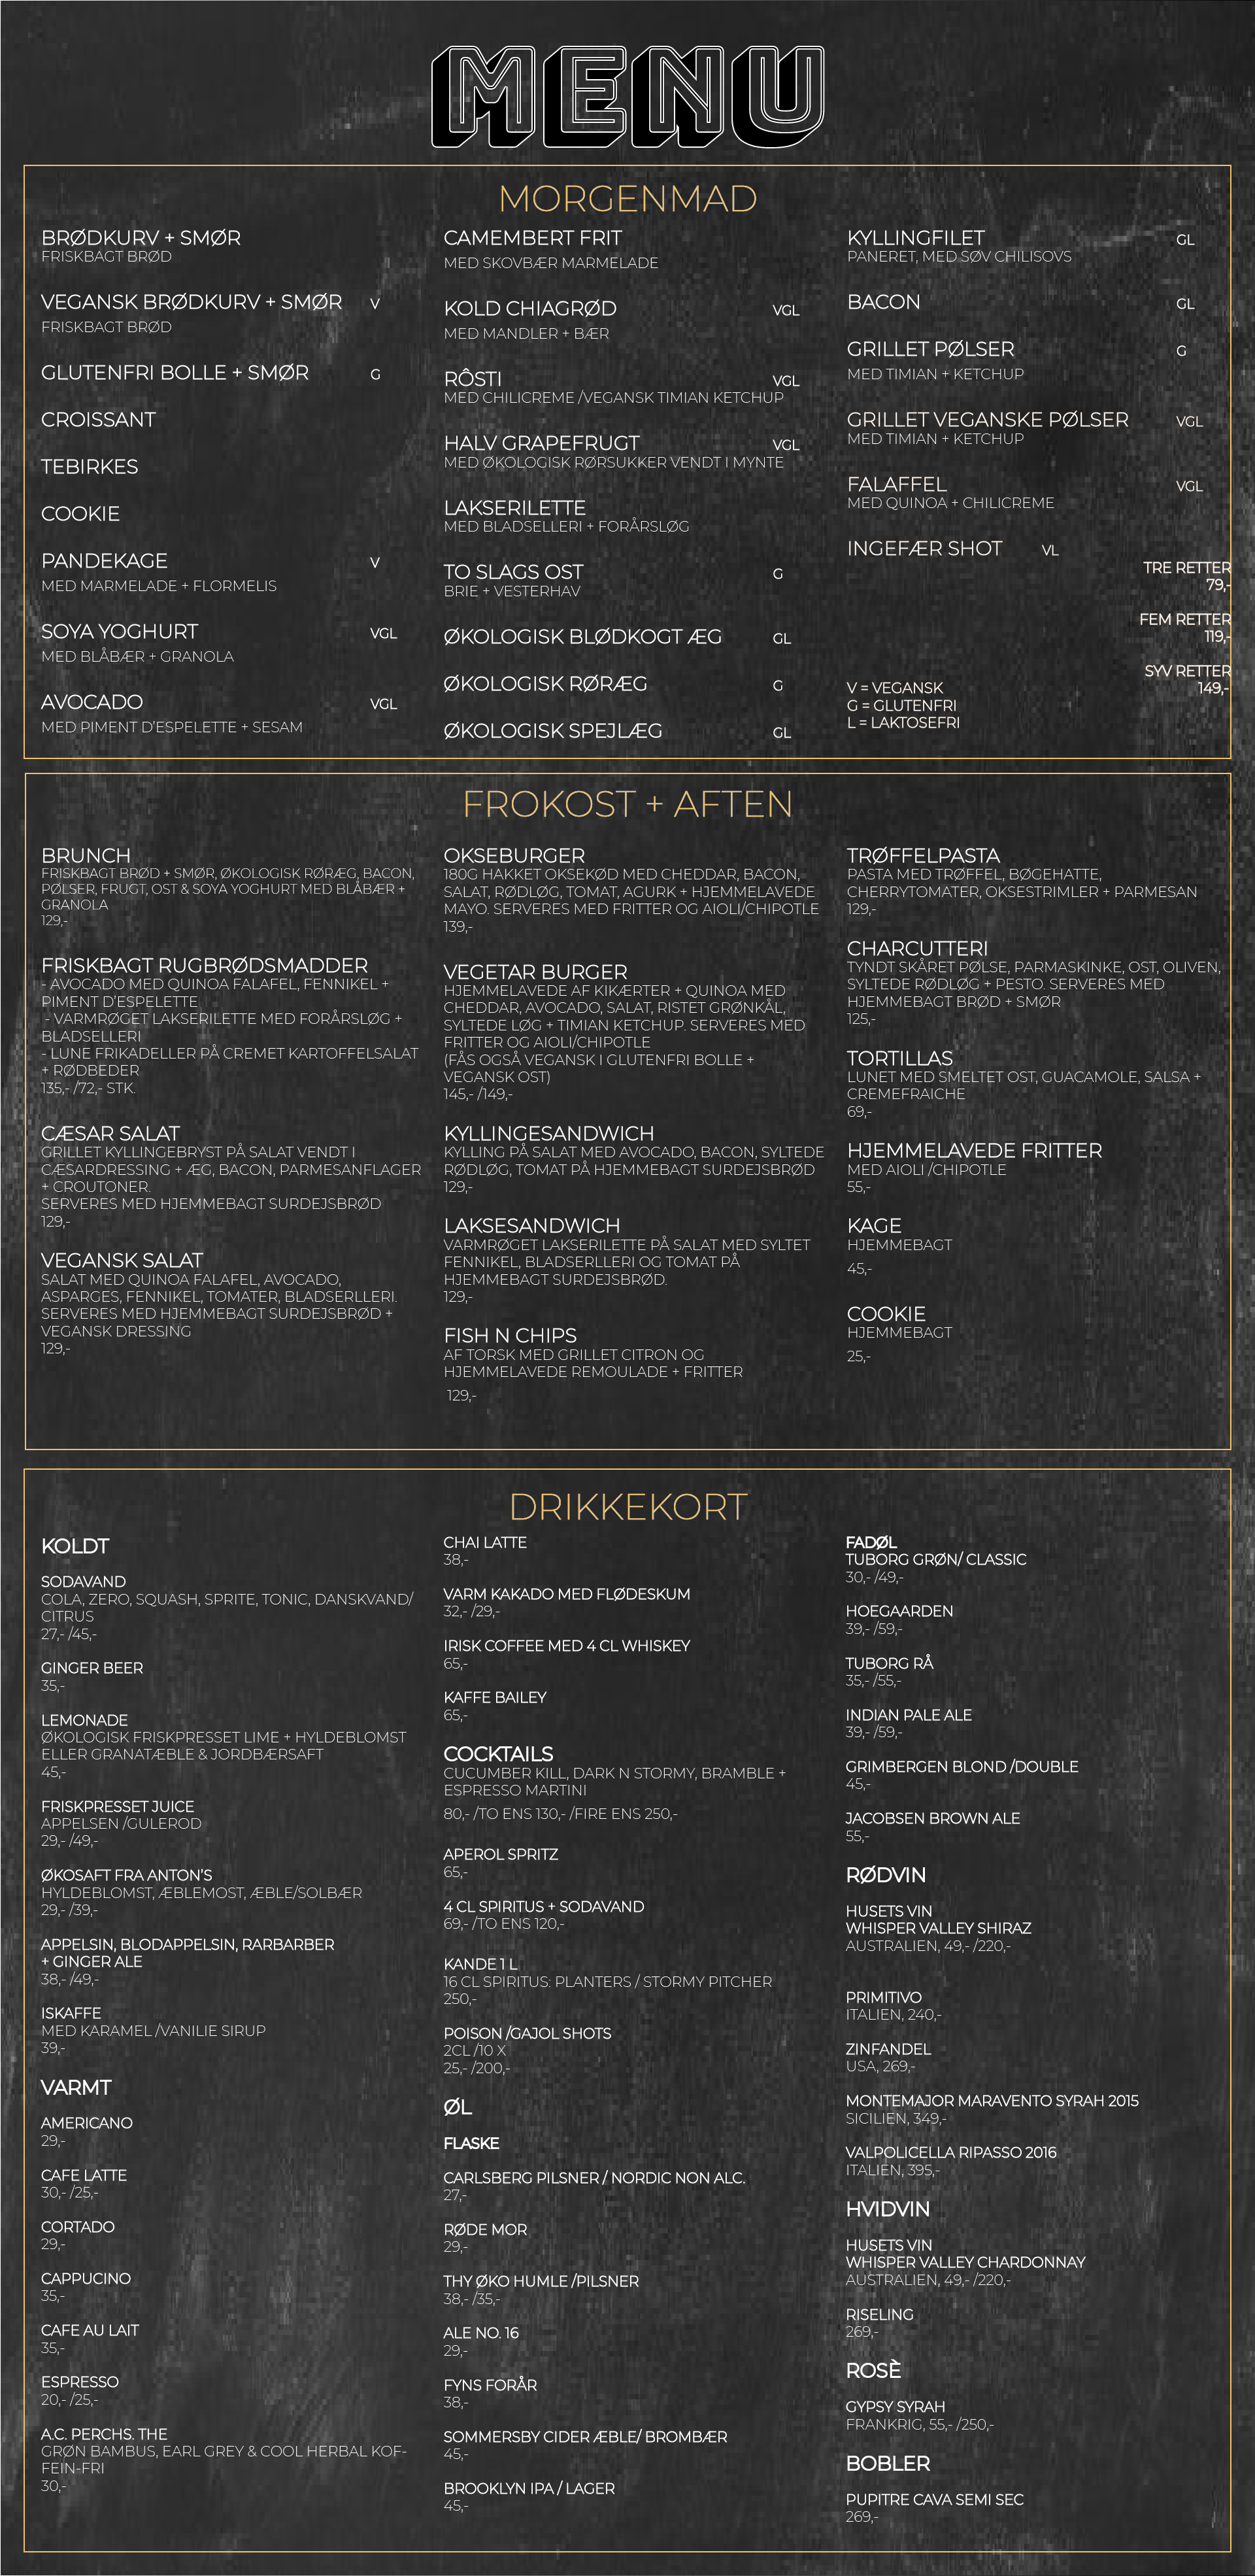 MENU
MORGENMAD
BRØDKURV + SMØR
FRISKBAGT BRØD
VEGANSK BRØDKURV + SMØR V
FRISKBAGT BRØD
GLUTENFRI BOLLE + SMØR G
CROISSANT
TEBIRKES
COOKIE
PANDEKAGE V
MED MARMELADE + FLORMELIS
SOYA YOGHURT VGL
MED BLÅBÆR + GRANOLA
AVOCADO VGL
MED PIMENT D'ESPELETTE + SESAM
CAMEMBERT FRIT
MED SKOVBÆR MARMELADE
KOLD CHIAGRØD VGL
MED MANDLER + BÆR
RÔSTI VGL
MED CHILICREME /VEGANSK TIMIAN KETCHUP
HALV GRAPEFRUGT VGL
MED ØKOLOGISK RØRSUKKER VENDT I MYNTE
LAKSERILETTE
MED BLADSELLERI + FORÅRSLØG
TO SLAGS OST G
BRIE + VESTERHAV
ØKOLOGISK BLØDKOGT ÆG GL
ØKOLOGISK RØRÆG G
ØKOLOGISK SPEJLÆG GL
KYLLINGFILET GL
PANERET, MED SØV CHILISOVS
BACON GL
GRILLET PØLSER G
MED TIMIAN + KETCHUP
GRILLET VEGANSKE PØLSER VGL
MED TIMIAN + KETCHUP
FALAFFEL VGL
MED QUINOA + CHILICREME
INGEFÆR SHOT VL
TRE RETTER
79,-
FEM RETTER
119,-
SYV RETTER
149,-
V = VEGANSK
G = GLUTENFRI
L = LAKTOSEFRI
FROKOST + AFTEN
BRUNCH
FRISKBAGT BRØD + SMØR, ØKOLOGISK RØRÆG, BACON,
PØLSER, FRUGT, OST & SOYA YOGHURT MED BLÅBÆR +
GRANOLA
129,-
FRISKBAGT RUGBRØDSMADDER
- AVOCADO MED QUINOA FALAFEL, FENNIKEL +
PIMENT D'ESPELETTE
- VARMRØGET LAKSERILETTE MED FORÅRSLØG +
BLADSELLERI
- LUNE FRIKADELLER PÅ CREMET KARTOFFELSALAT
+ RØDBEDER
135,- /72,- STK.
CÆSAR SALAT
GRILLET KYLLINGEBRYST PÅ SALAT VENDT I
CÆSARDRESSING + ÆG, BACON, PARMESANFLAGER
+ CROUTONER.
SERVERES MED HJEMMEBAGT SURDEJSBRØD
129,-
VEGANSK SALAT
SALAT MED QUINOA FALAFEL, AVOCADO,
ASPARGES, FENNIKEL, TOMATER, BLADSERLLERI.
SERVERES MED HJEMMEBAGT SURDEJSBRØD +
VEGANSK DRESSING
129,-
OKSEBURGER
180G HAKKET OKSEKØD MED CHEDDAR, BACON,
SALAT, RØDLØG, TOMAT, AGURK + HJEMMELAVEDE
MAYO. SERVERES MED FRITTER OG AIOLI/CHIPOTLE
139,-
VEGETAR BURGER
HJEMMELAVEDE AF KIKÆRTER + QUINOA MED
CHEDDAR, AVOCADO, SALAT, RISTET GRØNKÅL,
SYLTEDE LØG + TIMIAN KETCHUP. SERVERES MED
FRITTER OG AIOLI/CHIPOTLE
(FÅS OGSÅ VEGANSK I GLUTENFRI BOLLE +
VEGANSK OST)
145,- /149,-
KYLLINGESANDWICH
KYLLING PÅ SALAT MED AVOCADO, BACON, SYLTEDE
RØDLØG, TOMAT PÅ HJEMMEBAGT SURDEJSBRØD
129,-
LAKSESANDWICH
VARMRØGET LAKSERILETTE PÅ SALAT MED SYLTET
FENNIKEL, BLADSERLLERI OG TOMAT PÅ
HJEMMEBAGT SURDEJSBRØD.
129,-
FISH N CHIPS
AF TORSK MED GRILLET CITRON OG
HJEMMELAVEDE REMOULADE + FRITTER
129,-
TRØFFELPASTA
PASTA MED TRØFFEL, BØGEHATTE,
CHERRYTOMATER, OKSESTRIMLER + PARMESAN
129,-
CHARCUTTERI
TYNDT SKÅRET PØLSE, PARMASKINKE, OST, OLIVEN,
SYLTEDE RØDLØG + PESTO. SERVERES MED
HJEMMEBAGT BRØD + SMØR
125,-
TORTILLAS
LUNET MED SMELTET OST, GUACAMOLE, SALSA +
CREMEFRAICHE
69,-
HJEMMELAVEDE FRITTER
MED AIOLI /CHIPOTLE
55,-
KAGE
HJEMMEBAGT
45,-
COOKIE
HJEMMEBAGT
25,-
DRIKKEKORT
KOLDT
SODAVAND
COLA, ZERO, SQUASH, SPRITE, TONIC, DANSKVAND/
CITRUS
27,- /45,-
GINGER BEER
35,-
LEMONADE
ØKOLOGISK FRISKPRESSET LIME + HYLDEBLOMST
ELLER GRANATÆBLE & JORDBÆRSAFT
45,-
FRISKPRESSET JUICE
APPELSEN /GULEROD
29,- /49,-
ØKOSAFT FRA ANTON'S
HYLDEBLOMST, ÆBLEMOST, ÆBLE/SOLBÆR
29,- /39,-
APPELSIN, BLODAPPELSIN, RARBARBER
+ GINGER ALE
38,- /49,-
ISKAFFE
MED KARAMEL /VANILIE SIRUP
39,-
VARMT
AMERICANO
29,-
CAFE LATTE
30,- /25,-
CORTADO
29,-
CAPPUCINO
35,-
CAFE AU LAIT
35,-
ESPRESSO
20,- /25,-
A.C. PERCHS. THE
GRØN BAMBUS, EARL GREY & COOL HERBAL KOF-
FEIN-FRI
30,-
CHAI LATTE
38,-
VARM KAKADO MED FLØDESKUM
32,- /29,-
IRISK COFFEE MED 4 CL WHISKEY
65,-
KAFFE BAILEY
65,-
COCKTAILS
CUCUMBER KILL, DARK N STORMY, BRAMBLE +
ESPRESSO MARTINI
80,- /TO ENS 130,- /FIRE ENS 250,-
APEROL SPRITZ
65,-
4 CL SPIRITUS + SODAVAND
69,- /TO ENS 120,-
KANDE 1 L
16 CL SPIRITUS: PLANTERS / STORMY PITCHER
250,-
POISON /GAJOL SHOTS
2CL /10 X
25,- /200,-
ØL
FLASKE
CARLSBERG PILSNER / NORDIC NON ALC.
27,-
RØDE MOR
29,-
THY ØKO HUMLE /PILSNER
38,- /35,-
ALE NO. 16
29,-
FYNS FORÅR
38,-
SOMMERSBY CIDER ÆBLE/ BROMBÆR
45,-
BROOKLYN IPA / LAGER
45,-
FADØL
TUBORG GRØN/ CLASSIC
30,- /49,-
HOEGAARDEN
39,- /59,-
TUBORG RÅ
35,- /55,-
INDIAN PALE ALE
39,- /59,-
GRIMBERGEN BLOND /DOUBLE
45,-
JACOBSEN BROWN ALE
55,-
RØDVIN
HUSETS VIN
WHISPER VALLEY SHIRAZ
AUSTRALIEN, 49,- /220,-
PRIMITIVO
ITALIEN, 240,-
ZINFANDEL
USA, 269,-
MONTEMAJOR MARAVENTO SYRAH 2015
SICILIEN, 349,-
VALPOLICELLA RIPASSO 2016
ITALIEN, 395,-
HVIDVIN
HUSETS VIN
WHISPER VALLEY CHARDONNAY
AUSTRALIEN, 49,- /220,-
RISELING
269,-
ROSÈ
GYPSY SYRAH
FRANKRIG, 55,- /250,-
BOBLER
PUPITRE CAVA SEMI SEC
269,-